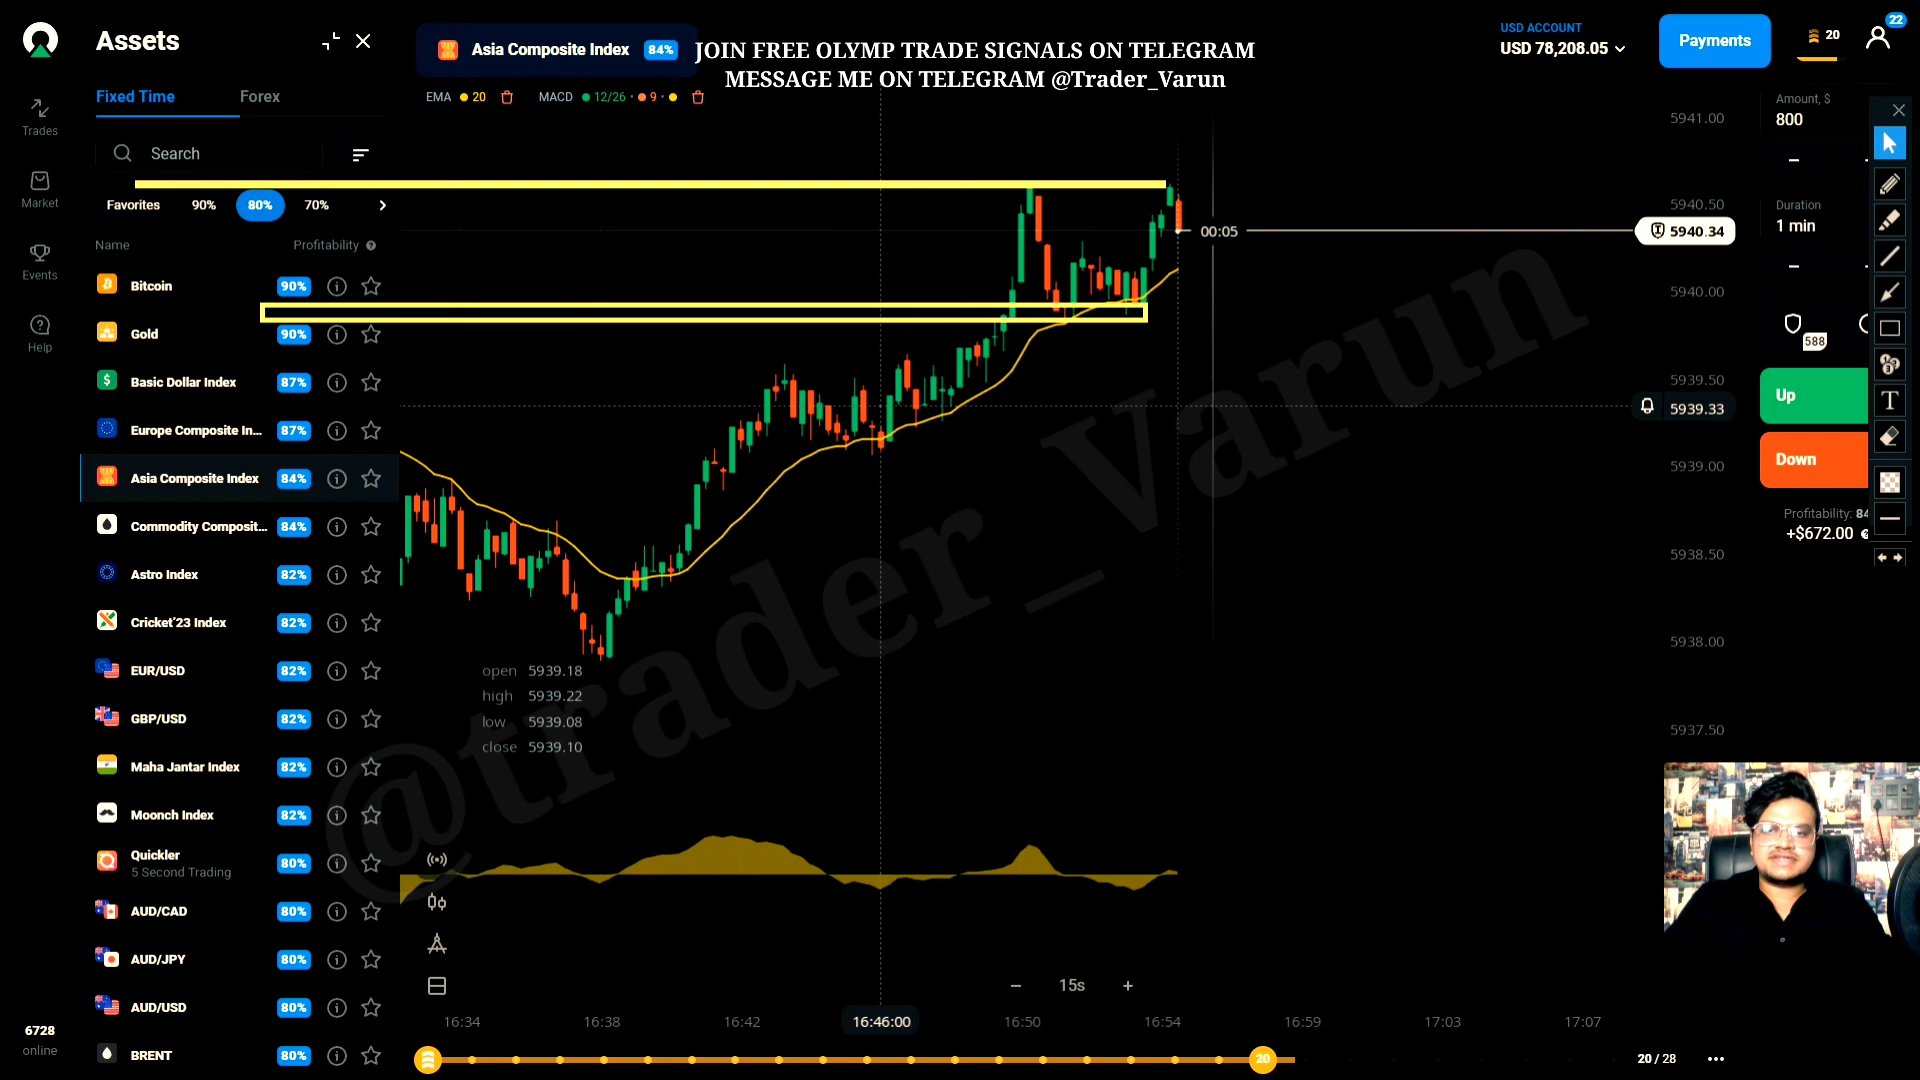 Assets
Asia Composite Index 84%
JOIN FREE OLYMP TRADE SIGNALS ON TELEGRAM
MESSAGE ME ON TELEGRAM @Trader_Varun
USD ACCOUNT
USD 78,208.05
Payments
20
22
Fixed Time Forex
EMA 20 MACD 12/26 9
Trades
Market
Events
Help
Search
Favorites 90% 80% 70%
Name Profitability
Bitcoin 90%
Gold 90%
Basic Dollar Index 87%
Europe Composite In... 87%
Asia Composite Index 84%
Commodity Composit... 84%
Astro Index 82%
Cricket'23 Index 82%
EUR/USD 82%
GBP/USD 82%
Maha Jantar Index 82%
Moonch Index 82%
Quickler 80%
5 Second Trading
AUD/CAD 80%
AUD/JPY 80%
AUD/USD 80%
BRENT 80%
6728
online
@trader_Varun
00:05
open 5939.18
high 5939.22
low 5939.08
close 5939.10
5941.00
5940.50
5940.34
5940.00
5939.50
5939.33
5939.00
5938.50
5938.00
5937.50
Amount, $
800
Duration
1 min
588
Up
Down
Profitability: 84
+$672.00
T
15s
16:34 16:38 16:42 16:46:00 16:50 16:54 16:59 17:03 17:07
20
20 / 28